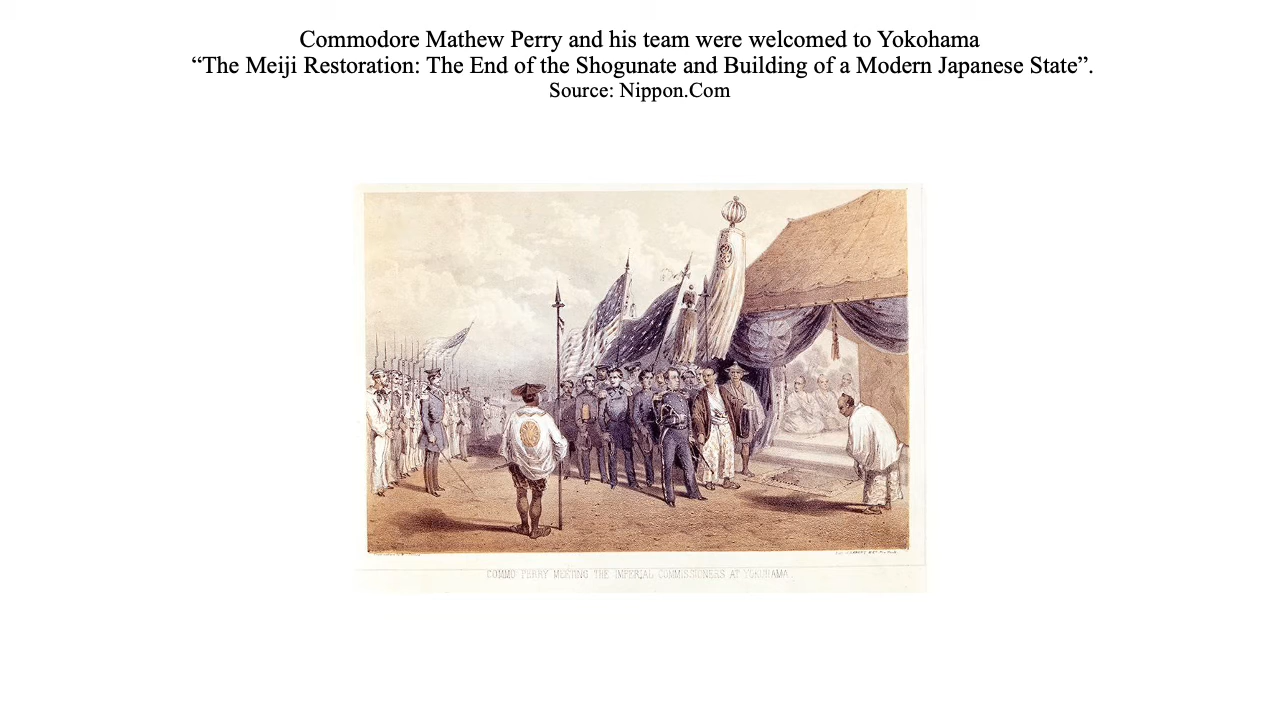 Commodore Mathew Perry and his team were welcomed to Yokohama
“The Meiji Restoration: The End of the Shogunate and Building of a Modern Japanese State”.
Source: Nippon.Com
COMMO. PERRY MEETING THE IMPERIAL COMMISSIONERS AT YOKUHAMA.